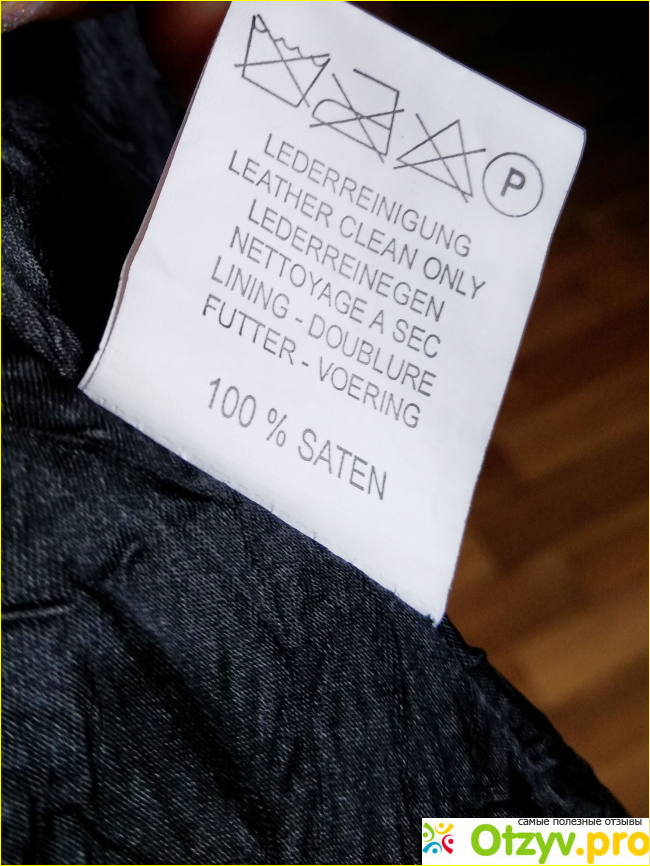 P
LEDERREINIGUNG
LEATHER CLEAN ONLY
LEDERREINEGEN
NETTOYAGE A SEC
LINING - DOUBLURE
FUTTER - VOERING
100 % SATEN
самые полезные отзывы
Otzyv.pro